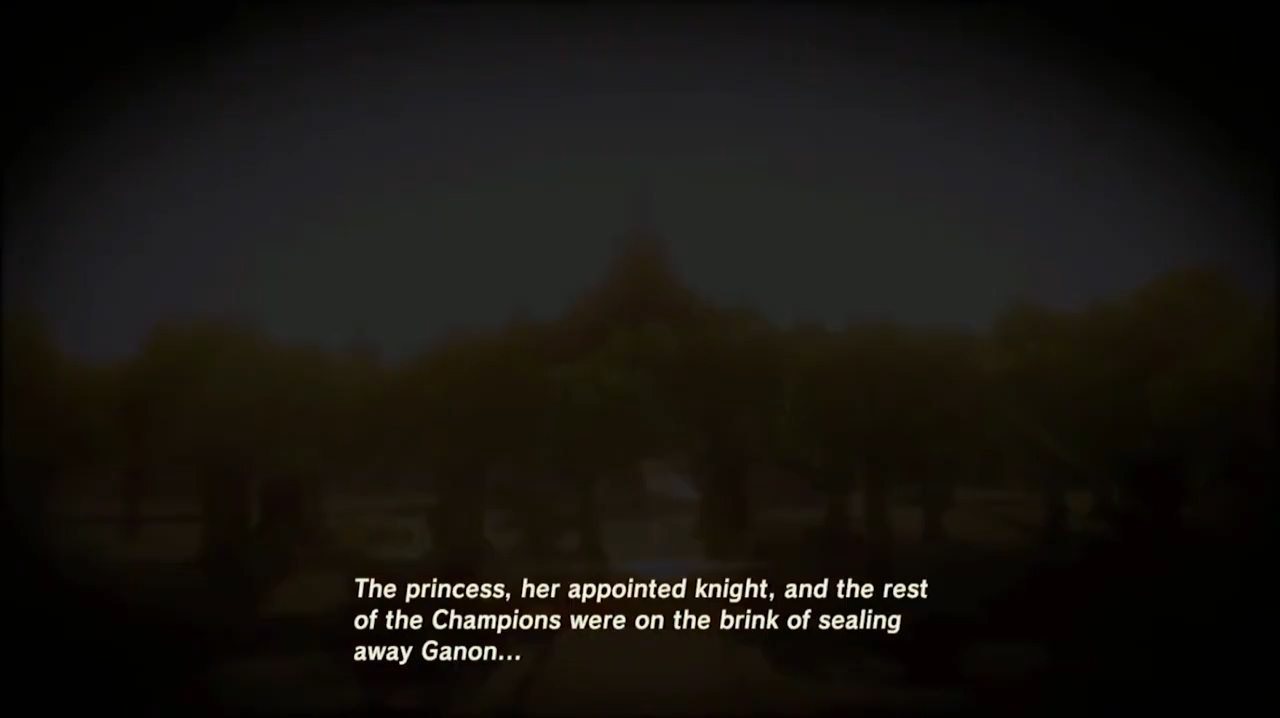 The princess, her appointed knight, and the rest
of the Champions were on the brink of sealing
away Ganon...